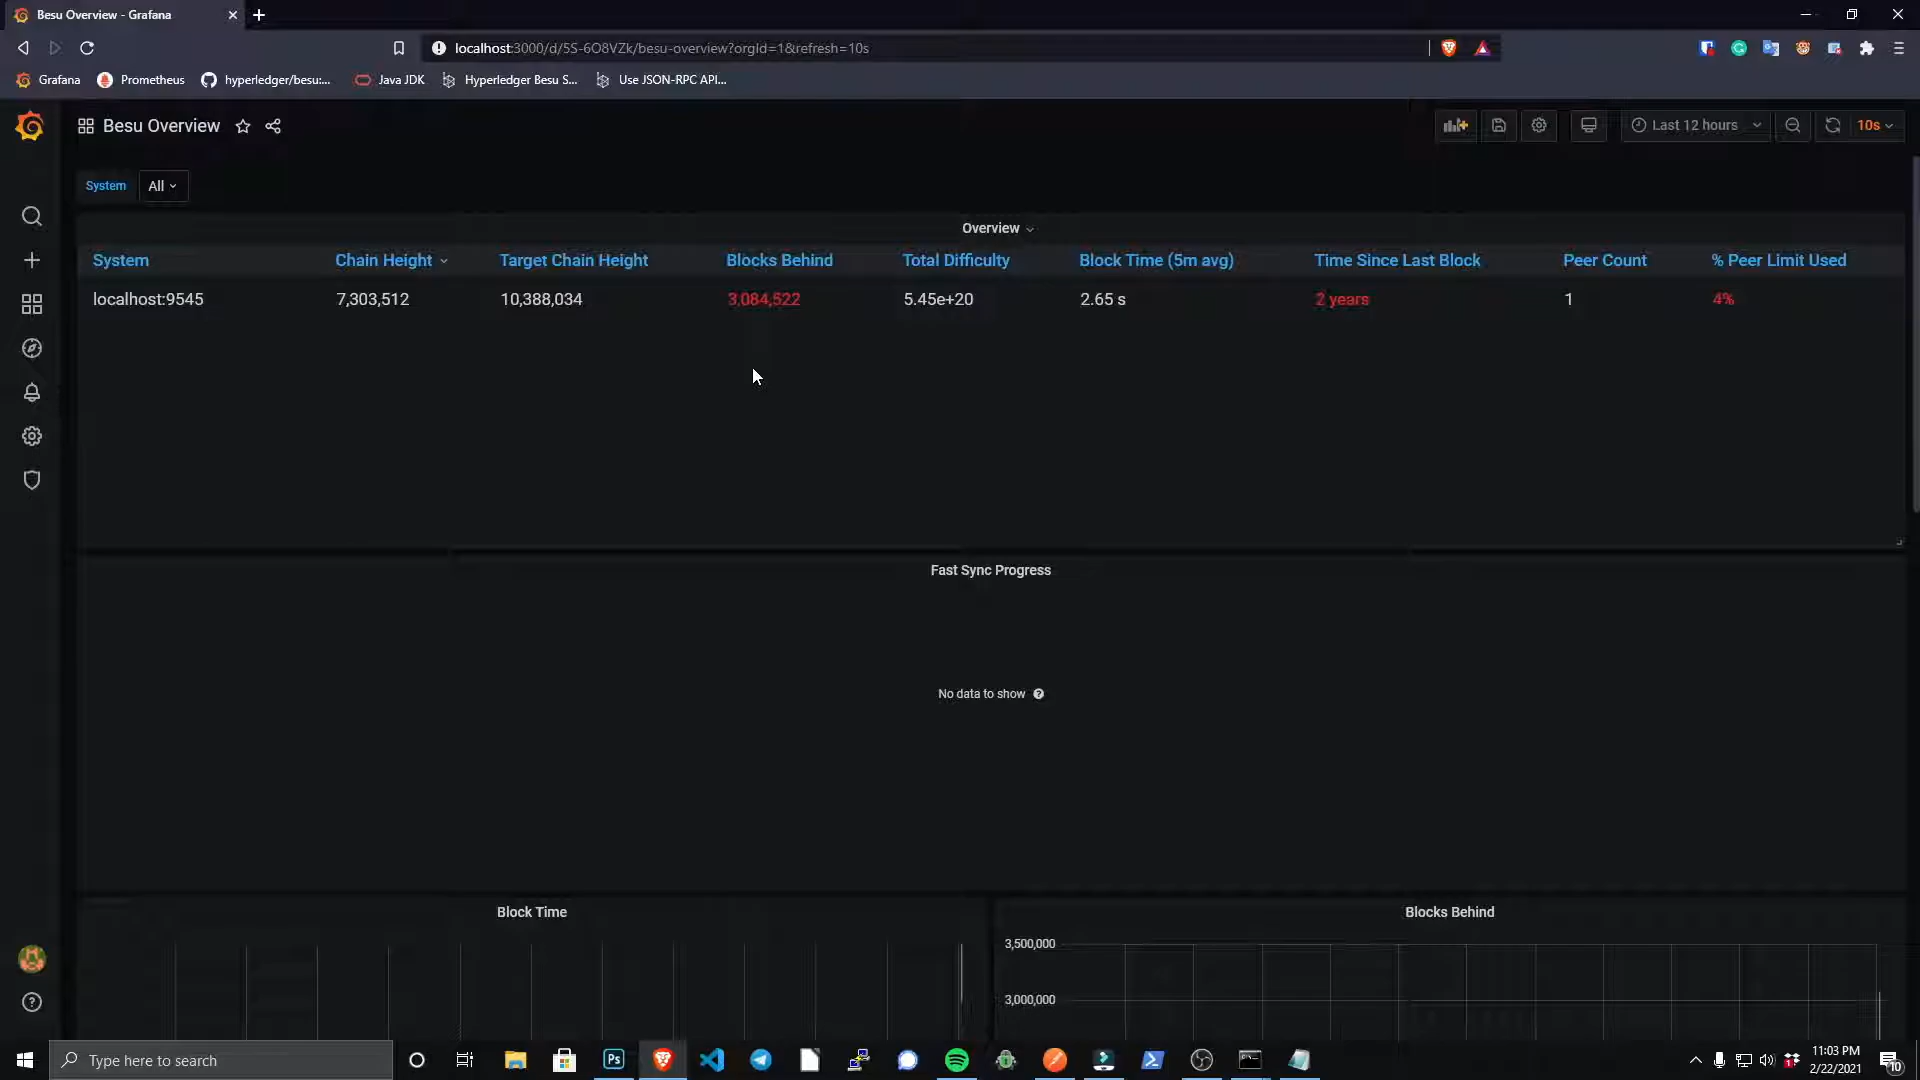 Besu Overview - Grafana
localhost:3000/d/5S-6O8VZk/besu-overview?orgId=1&refresh=10s
Grafana Prometheus hyperledger/besu:... Java JDK Hyperledger Besu S... Use JSON-RPC API...
Besu Overview Last 12 hours 10s
System All
Overview
System Chain Height Target Chain Height Blocks Behind Total Difficulty Block Time (5m avg) Time Since Last Block Peer Count % Peer Limit Used
localhost:9545 7,303,512 10,388,034 3,084,522 5.45e+20 2.65 s 2 years 1 4%
Fast Sync Progress
No data to show
Block Time Blocks Behind
3,500,000
3,000,000
Type here to search Ps 11:03 PM
2/22/2021 10